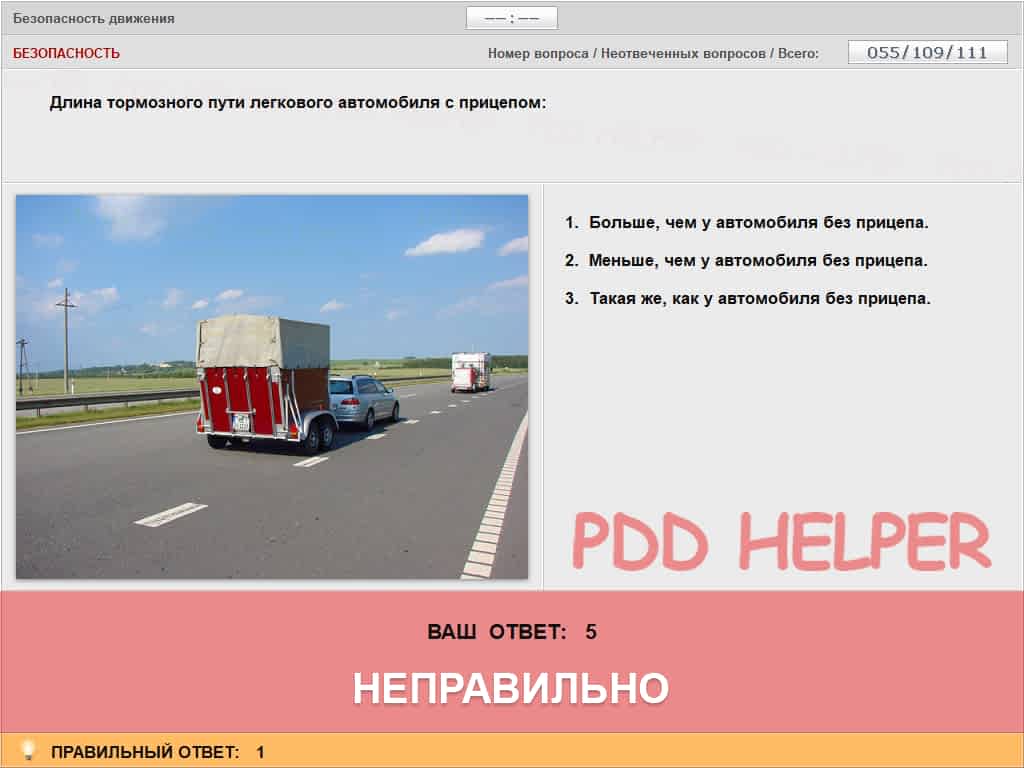 Безопасность движения
—— : ——
БЕЗОПАСНОСТЬ
Номер вопроса / Неотвеченных вопросов / Всего: 055/109/111
Длина тормозного пути легкового автомобиля с прицепом:
1. Больше, чем у автомобиля без прицепа.
2. Меньше, чем у автомобиля без прицепа.
3. Такая же, как у автомобиля без прицепа.
PDD HELPER
ВАШ ОТВЕТ: 5
НЕПРАВИЛЬНО
ПРАВИЛЬНЫЙ ОТВЕТ: 1